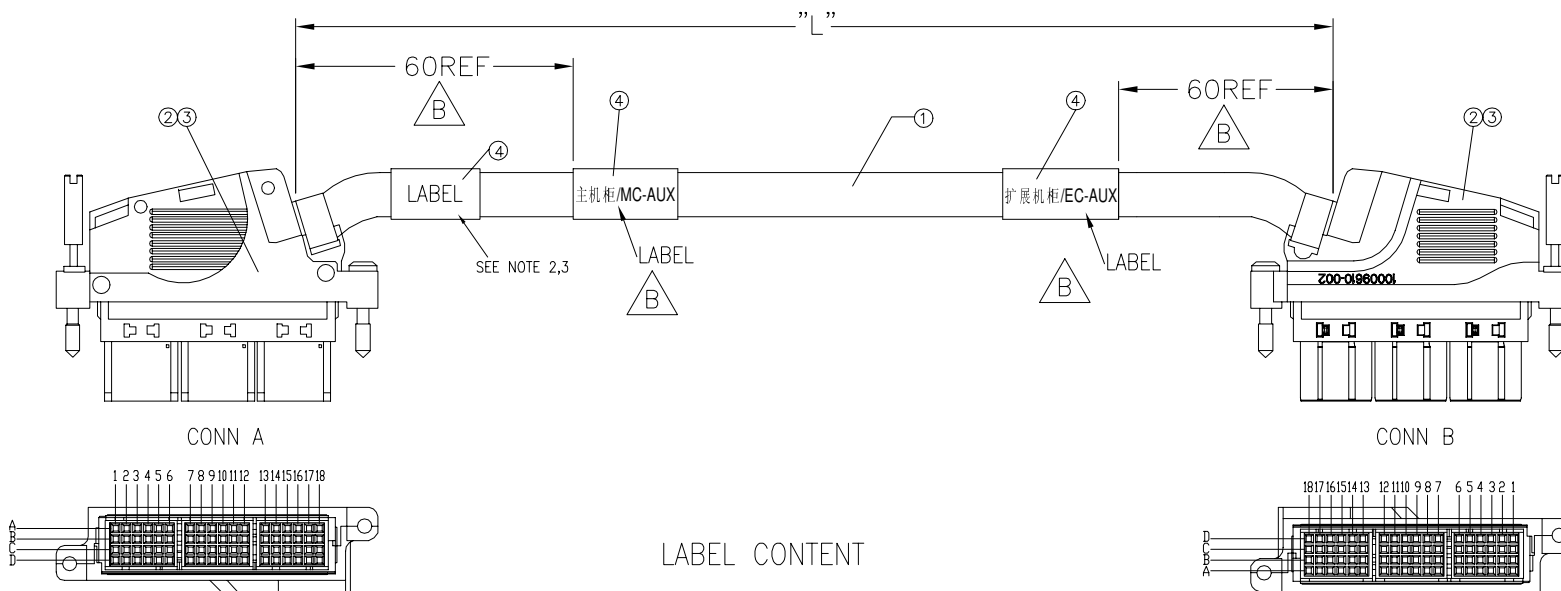 "L"
60REF
B
60REF
B
②③
④
④
①
④
②③
LABEL
主机柜/MC-AUX
扩展机柜/EC-AUX
SEE NOTE 2,3
LABEL
B
LABEL
B
10009610-002
CONN A
CONN B
1 2 3 4 5 6 7 8 9 10 11 12 13 14 15 16 17 18
18 17 16 15 14 13 12 11 10 9 8 7 6 5 4 3 2 1
A
B
C
D
LABEL CONTENT
D
C
B
A